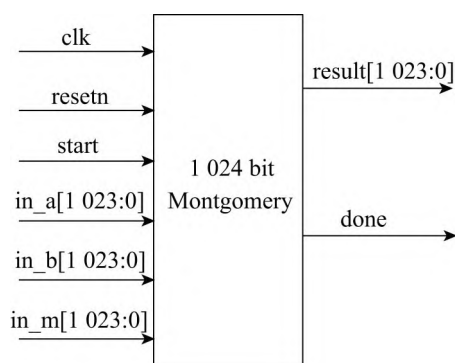 clk
resetn
start
in_a[1 023:0]
in_b[1 023:0]
in_m[1 023:0]
1 024 bit
Montgomery
result[1 023:0]
done